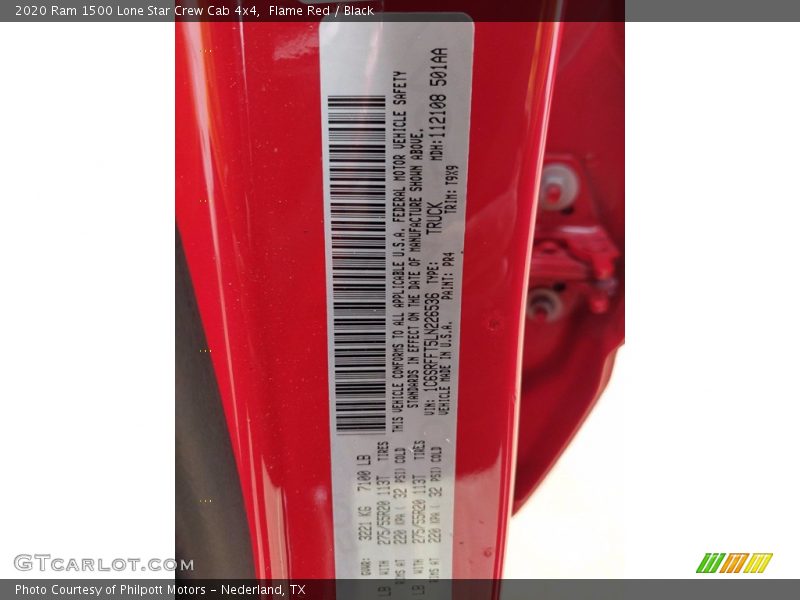 2020 Ram 1500 Lone Star Crew Cab 4x4,  Flame Red / Black
GVWR: 3221 KG 7100 LB
LB WITH 275/55R20 113T TIRES
RIMS AT 220 KPA ( 32 PSI) COLD
LB WITH 275/55R20 113T TIRES
RIMS AT 220 KPA ( 32 PSI) COLD
THIS VEHICLE CONFORMS TO ALL APPLICABLE U.S.A. FEDERAL MOTOR VEHICLE SAFETY
STANDARDS IN EFFECT ON THE DATE OF MANUFACTURE SHOWN ABOVE.
MDH:112108 501AA
VIN: 1C6SRFFT5LN226536 TYPE: TRUCK
VEHICLE MADE IN U.S.A. PAINT: PR4 TRIM: T9X9
GTCARLOT.COM
Photo Courtesy of Philpott Motors - Nederland, TX